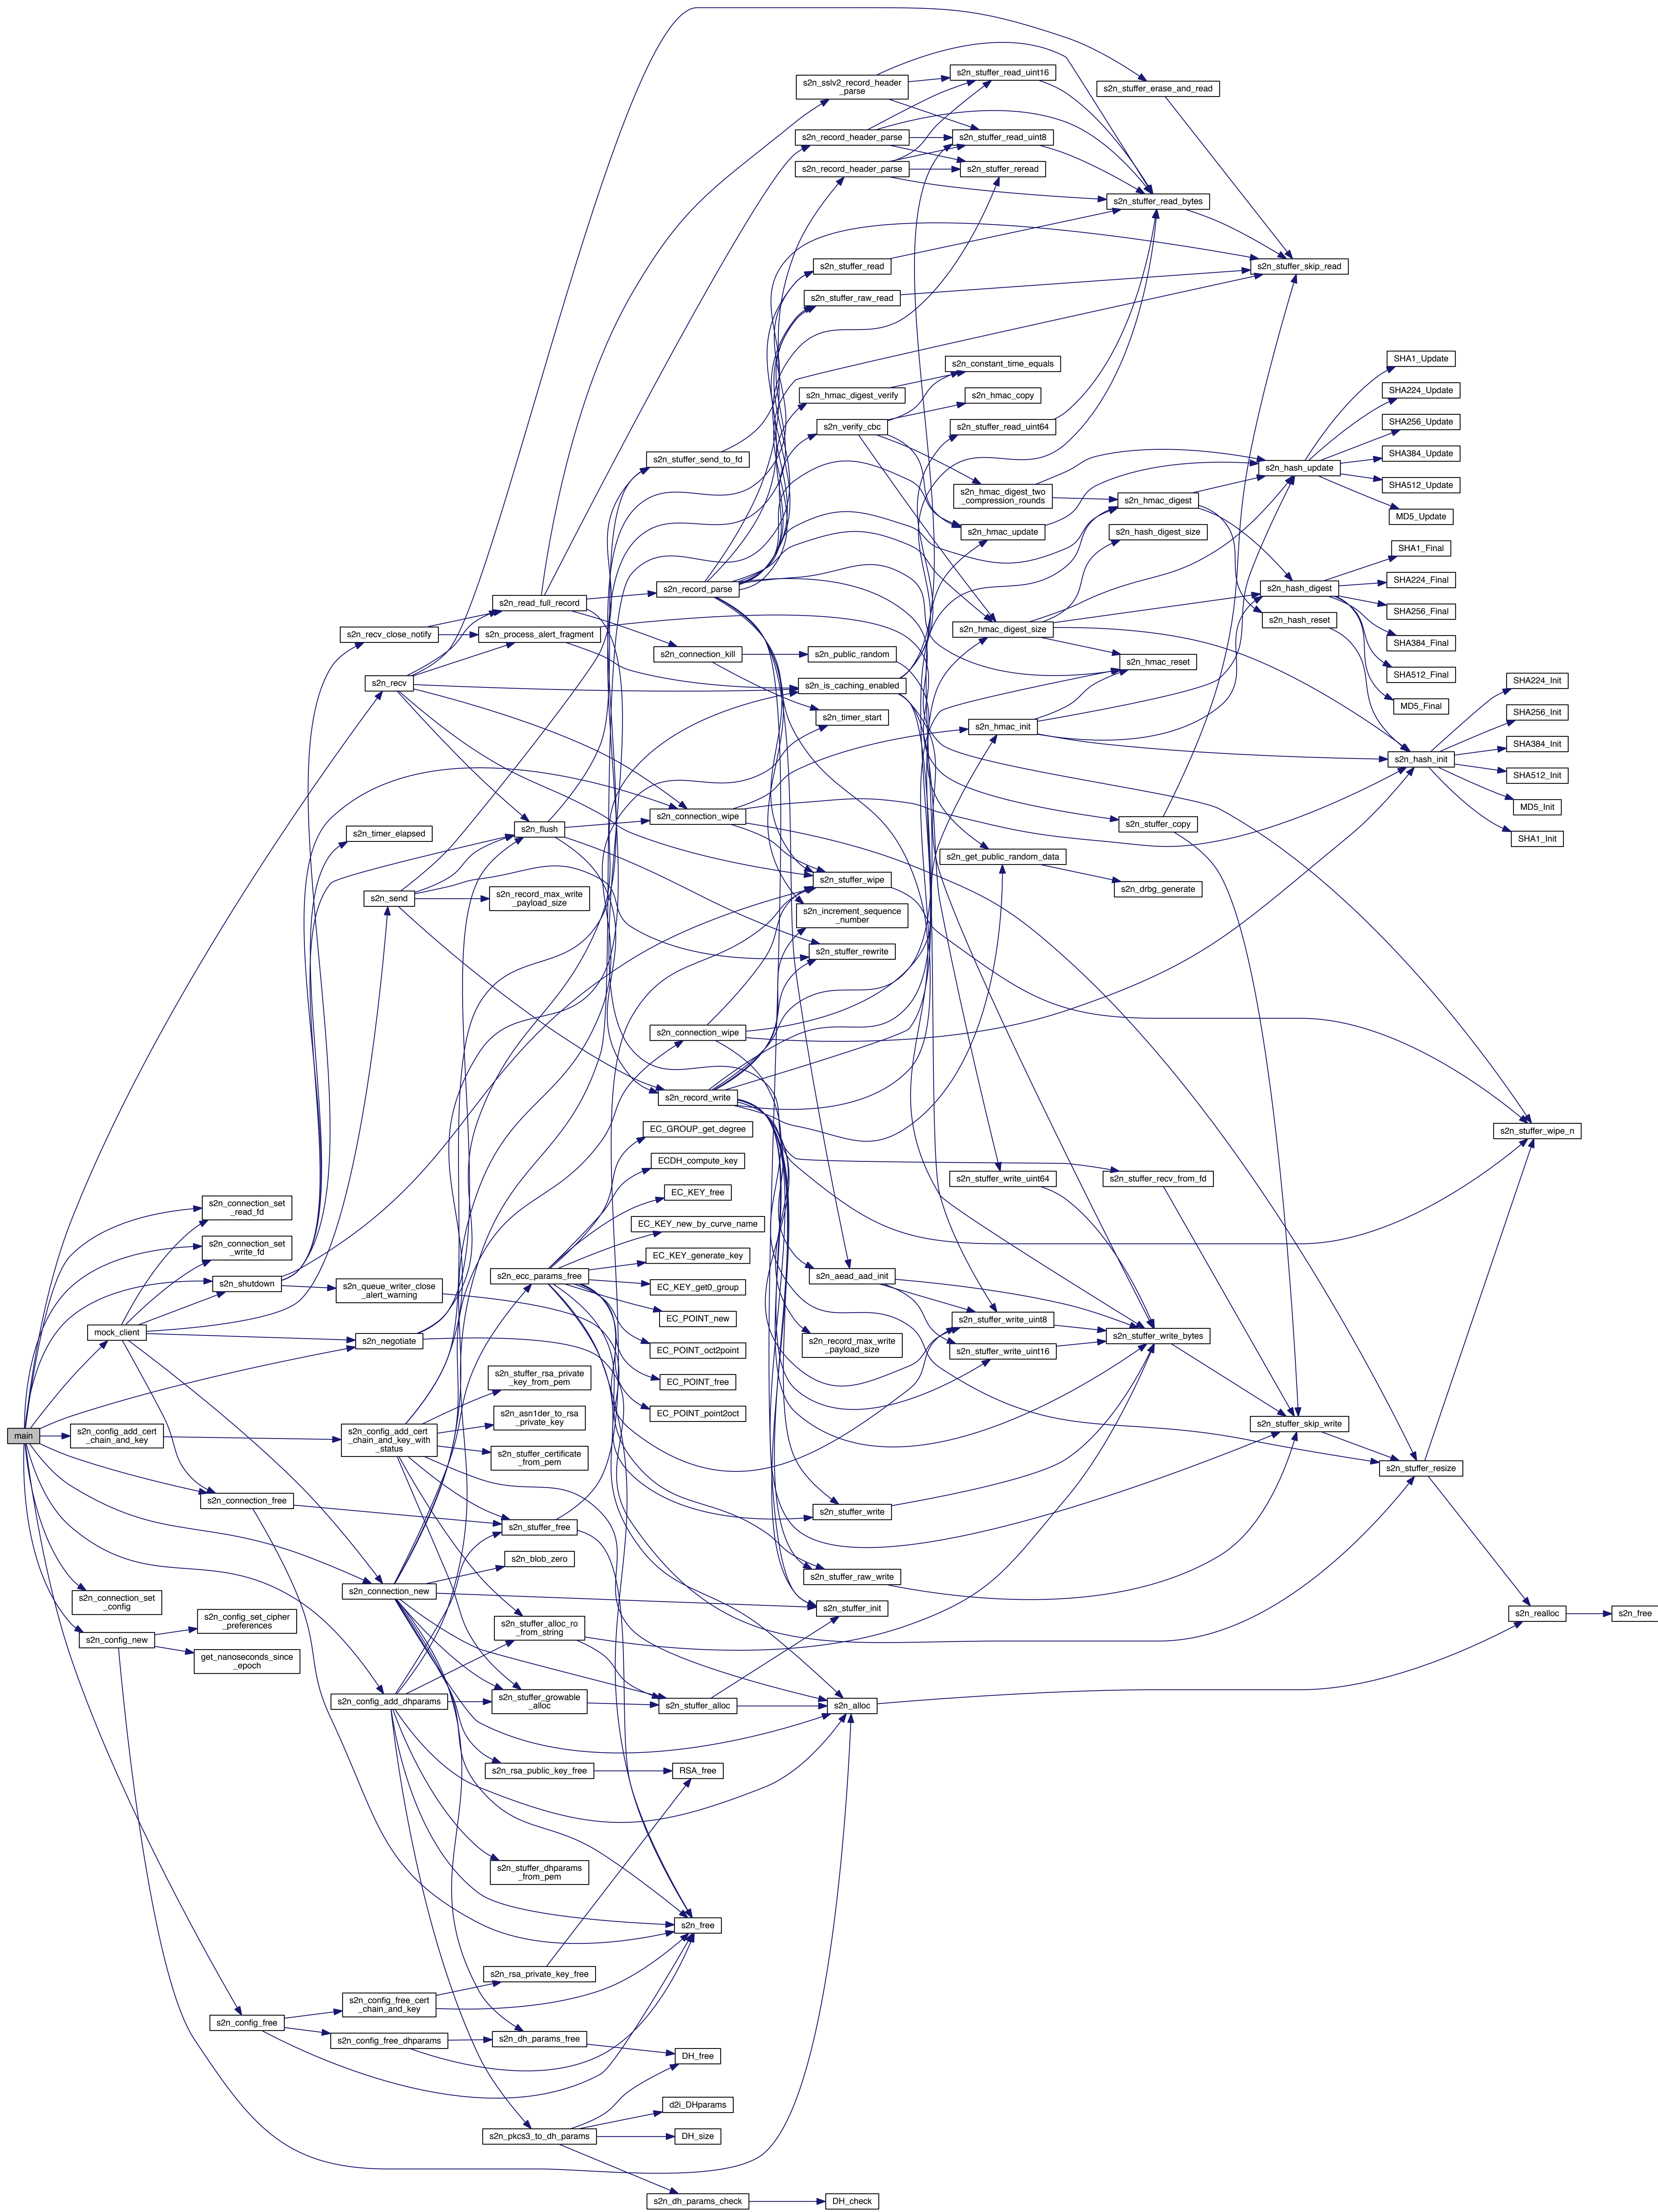 s2n_sslv2_record_header
_parse
s2n_stuffer_read_uint16
s2n_stuffer_erase_and_read
s2n_record_header_parse
s2n_stuffer_read_uint8
s2n_record_header_parse
s2n_stuffer_reread
s2n_stuffer_read_bytes
s2n_stuffer_read
s2n_stuffer_skip_read
s2n_stuffer_raw_read
SHA1_Update
s2n_constant_time_equals
SHA224_Update
s2n_hmac_digest_verify
s2n_hmac_copy
SHA256_Update
s2n_verify_cbc
s2n_stuffer_read_uint64
SHA384_Update
s2n_stuffer_send_to_fd
s2n_hash_update
SHA512_Update
s2n_hmac_digest_two
_compression_rounds
s2n_hmac_digest
MD5_Update
s2n_hmac_update
s2n_hash_digest_size
SHA1_Final
SHA224_Final
s2n_record_parse
s2n_hash_digest
s2n_read_full_record
SHA256_Final
s2n_hash_reset
s2n_recv_close_notify
s2n_process_alert_fragment
s2n_hmac_digest_size
SHA384_Final
s2n_connection_kill
s2n_public_random
s2n_hmac_reset
SHA512_Final
SHA224_Init
s2n_recv
s2n_is_caching_enabled
MD5_Final
SHA256_Init
s2n_timer_start
s2n_hmac_init
SHA384_Init
s2n_hash_init
SHA512_Init
MD5_Init
s2n_connection_wipe
s2n_stuffer_copy
s2n_timer_elapsed
s2n_flush
SHA1_Init
s2n_get_public_random_data
s2n_stuffer_wipe
s2n_drbg_generate
s2n_send
s2n_record_max_write
_payload_size
s2n_increment_sequence
_number
s2n_stuffer_rewrite
s2n_connection_wipe
s2n_record_write
EC_GROUP_get_degree
s2n_stuffer_wipe_n
ECDH_compute_key
s2n_stuffer_write_uint64
s2n_stuffer_recv_from_fd
EC_KEY_free
s2n_connection_set
_read_fd
EC_KEY_new_by_curve_name
s2n_connection_set
_write_fd
EC_KEY_generate_key
s2n_ecc_params_free
s2n_aead_aad_init
s2n_shutdown
s2n_queue_writer_close
_alert_warning
EC_KEY_get0_group
EC_POINT_new
s2n_stuffer_write_uint8
mock_client
s2n_negotiate
s2n_record_max_write
_payload_size
s2n_stuffer_write_bytes
EC_POINT_oct2point
s2n_stuffer_write_uint16
s2n_stuffer_rsa_private
_key_from_pem
EC_POINT_free
s2n_asn1der_to_rsa
_private_key
EC_POINT_point2oct
main
s2n_config_add_cert
_chain_and_key
s2n_config_add_cert
_chain_and_key_with
_status
s2n_stuffer_certificate
_from_pem
s2n_stuffer_skip_write
s2n_stuffer_resize
s2n_connection_free
s2n_stuffer_write
s2n_stuffer_free
s2n_blob_zero
s2n_stuffer_raw_write
s2n_connection_new
s2n_connection_set
_config
s2n_stuffer_init
s2n_realloc
s2n_free
s2n_config_set_cipher
_preferences
s2n_stuffer_alloc_ro
_from_string
s2n_config_new
get_nanoseconds_since
_epoch
s2n_config_add_dhparams
s2n_stuffer_growable
_alloc
s2n_stuffer_alloc
s2n_alloc
s2n_rsa_public_key_free
RSA_free
s2n_stuffer_dhparams
_from_pem
s2n_free
s2n_rsa_private_key_free
s2n_config_free_cert
_chain_and_key
s2n_config_free
s2n_config_free_dhparams
s2n_dh_params_free
DH_free
d2i_DHparams
s2n_pkcs3_to_dh_params
DH_size
s2n_dh_params_check
DH_check